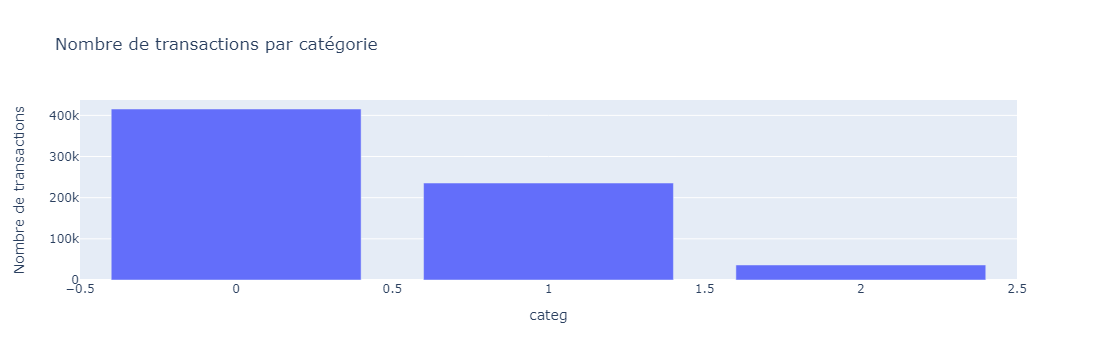 Nombre de transactions par catégorie
Nombre de transactions
400k
300k
200k
100k
0
−0.5
0
0.5
1
1.5
2
2.5
categ